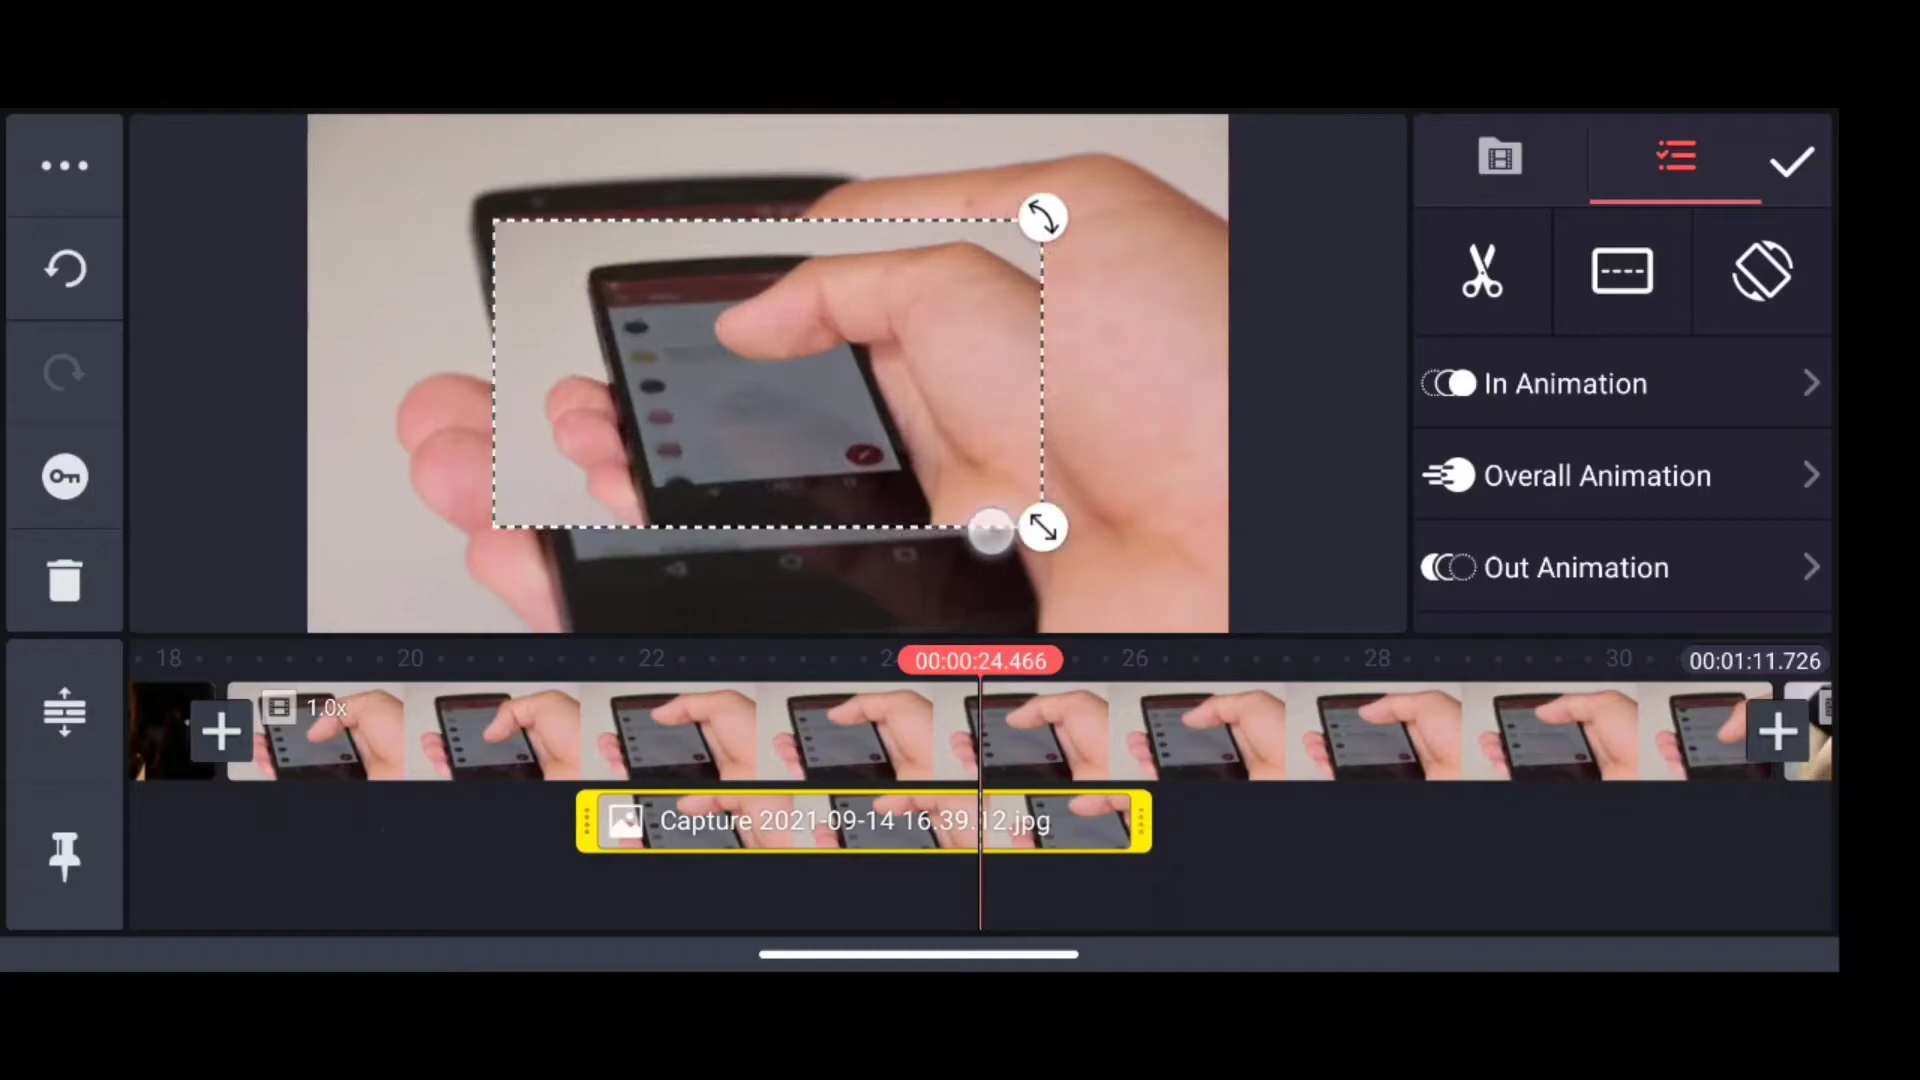 In Animation
Overall Animation
Out Animation
18
20
22
00:00:24.466
26
28
30
00:01:11.726
1.0x
Capture 2021-09-14 16.39.12.jpg